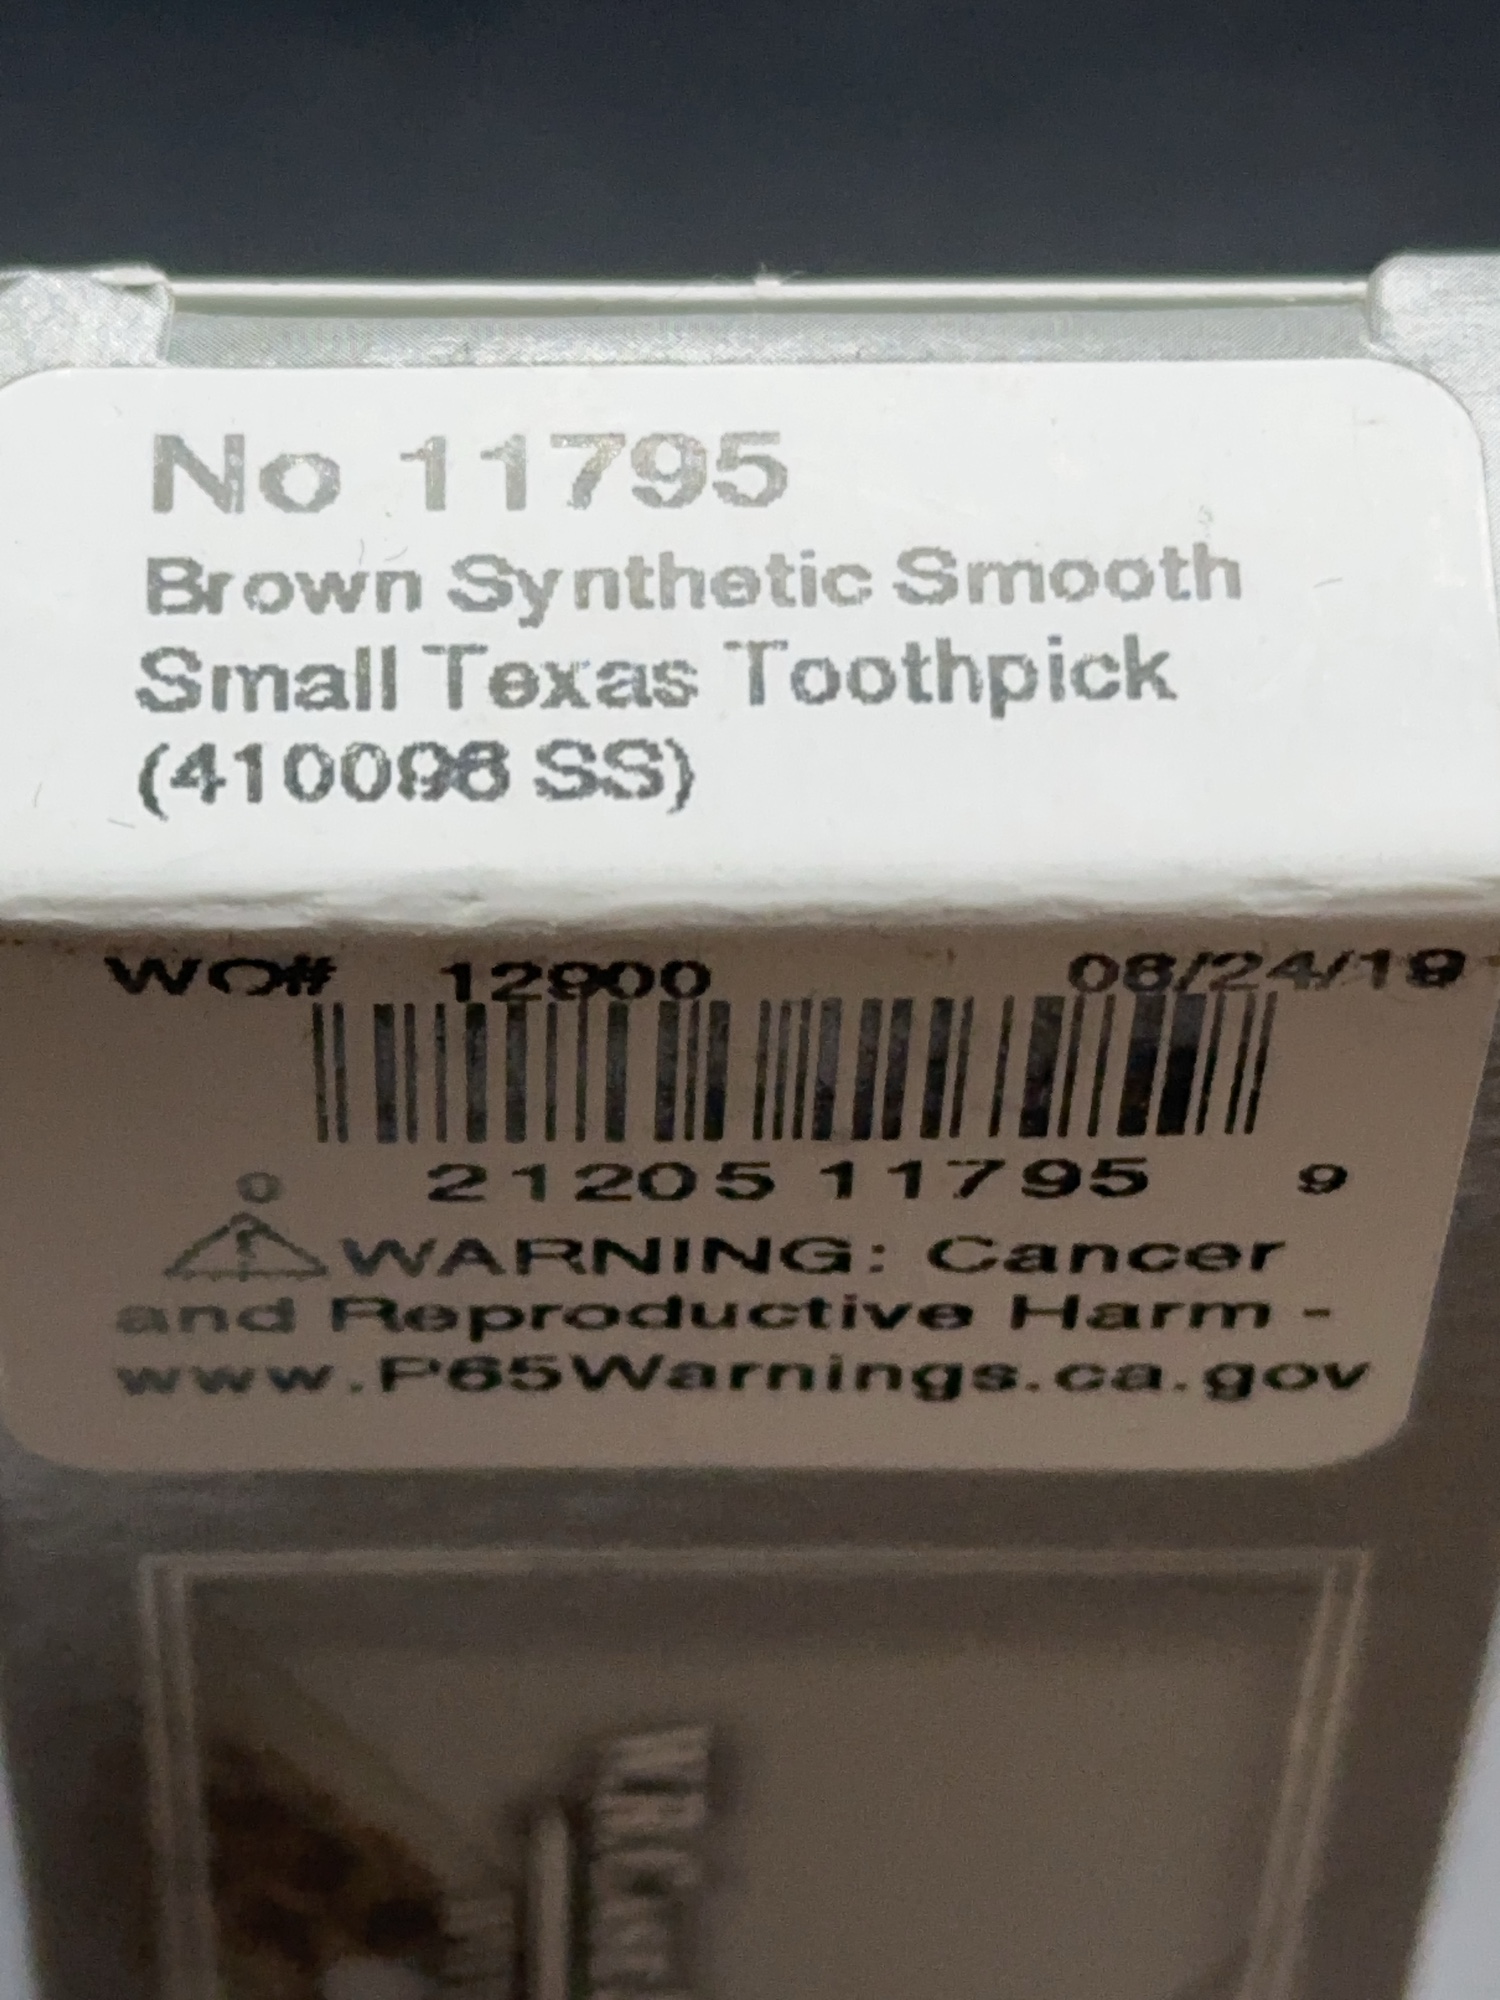 No 11795
Brown Synthetic Smooth
Small Texas Toothpick
(410096 SS)
WO# 12900 08/24/19
0 21205 11795 9
WARNING: Cancer
and Reproductive Harm -
www.P65Warnings.ca.gov